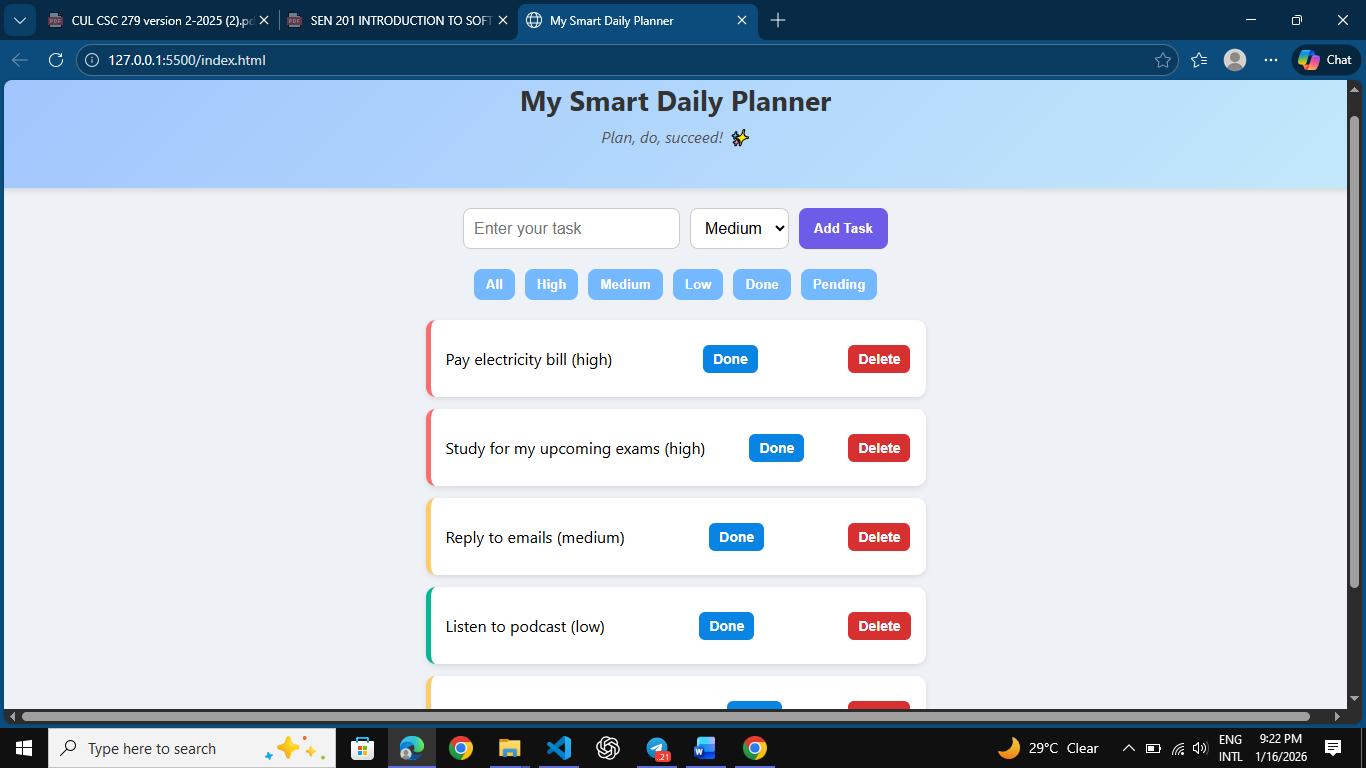 CUL CSC 279 version 2-2025 (2).pd
SEN 201 INTRODUCTION TO SOFT
My Smart Daily Planner
127.0.0.1:5500/index.html
Chat
My Smart Daily Planner
Plan, do, succeed! ✨
Enter your task Medium Add Task
All High Medium Low Done Pending
Pay electricity bill (high) Done Delete
Study for my upcoming exams (high) Done Delete
Reply to emails (medium) Done Delete
Listen to podcast (low) Done Delete
Type here to search
21
29°C Clear
ENG
INTL
9:22 PM
1/16/2026